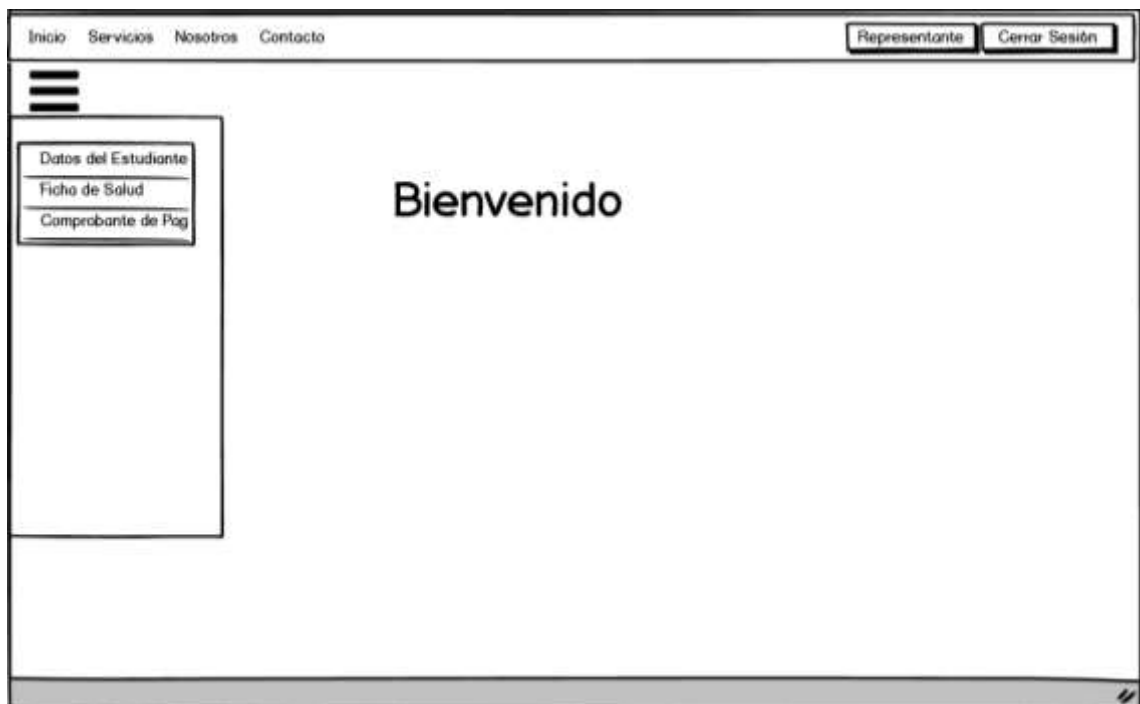 Inicio Servicios Nosotros Contacto Representante Cerrar Sesión
Datos del Estudiante
Ficha de Salud
Comprobante de Pag
Bienvenido